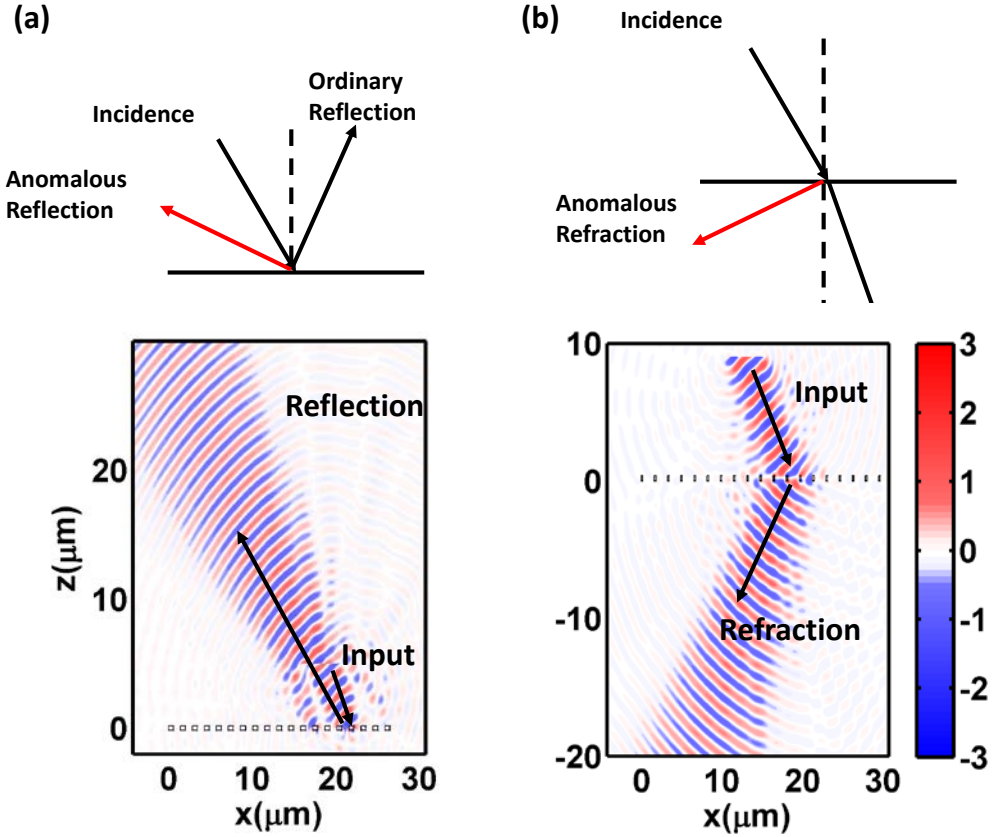 (a)
Incidence
Ordinary
Reflection
Anomalous
Reflection
Reflection
Input
20
10
0
z(μm)
0 10 20 30
x(μm)
(b)
Incidence
Anomalous
Refraction
10
0
-10
-20
Input
Refraction
0 10 20 30
x(μm)
3
2
1
0
-1
-2
-3